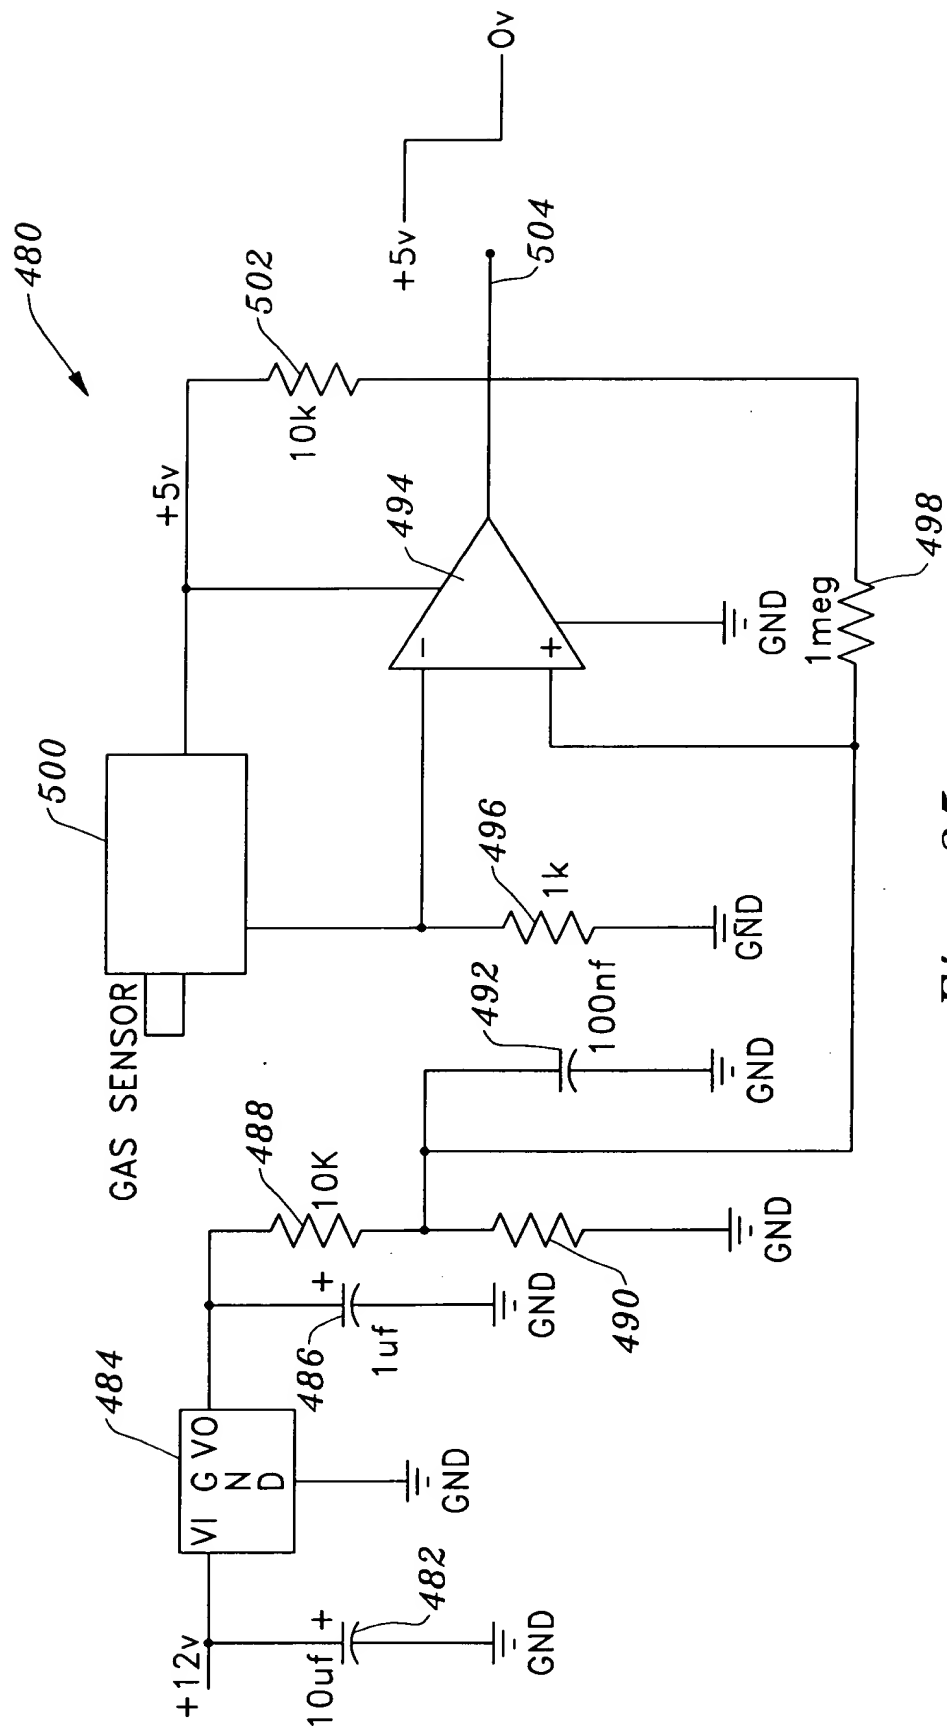 480
GAS SENSOR
500
+5v
502
10k
+5v
0v
504
494
-
+
GND
1meg
498
496
1k
GND
492
100nf
GND
488
10K
490
GND
484
VI
GND
VO
GND
486
+
1uf
GND
+12v
10uf
+
482
GND